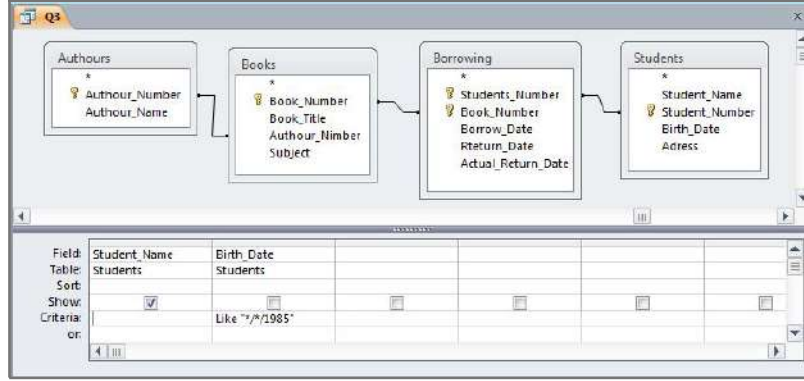 Q3
Authours
*
Authour_Number
Authour_Name
Books
*
Book_Number
Book_Title
Authour_Nimber
Subject
Borrowing
*
Students_Number
Book_Number
Borrow_Date
Rteturn_Date
Actual_Return_Date
Students
*
Student_Name
Student_Number
Birth_Date
Adress
Field: Student_Name Birth_Date
Table: Students Students
Sort:
Show:
Criteria: Like "*/*/1985"
or: